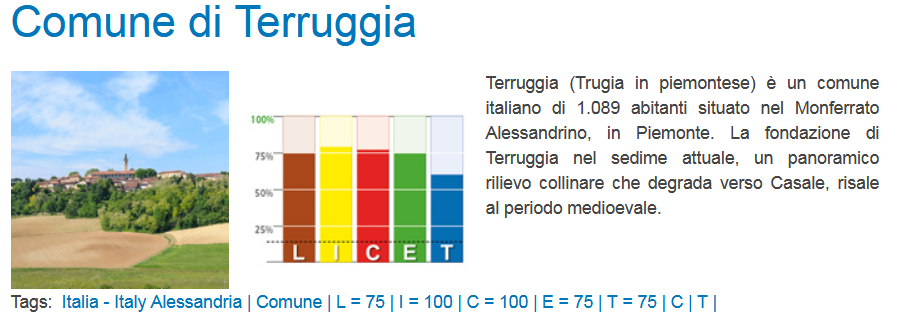 Comune di Terruggia
100%
75%
50%
25%
L I C E T
Terruggia (Trugia in piemontese) è un comune
italiano di 1.089 abitanti situato nel Monferrato
Alessandrino, in Piemonte. La fondazione di
Terruggia nel sedime attuale, un panoramico
rilievo collinare che degrada verso Casale, risale
al periodo medioevale.
Tags: Italia - Italy Alessandria | Comune | L = 75 | I = 100 | C = 100 | E = 75 | T = 75 | C | T |